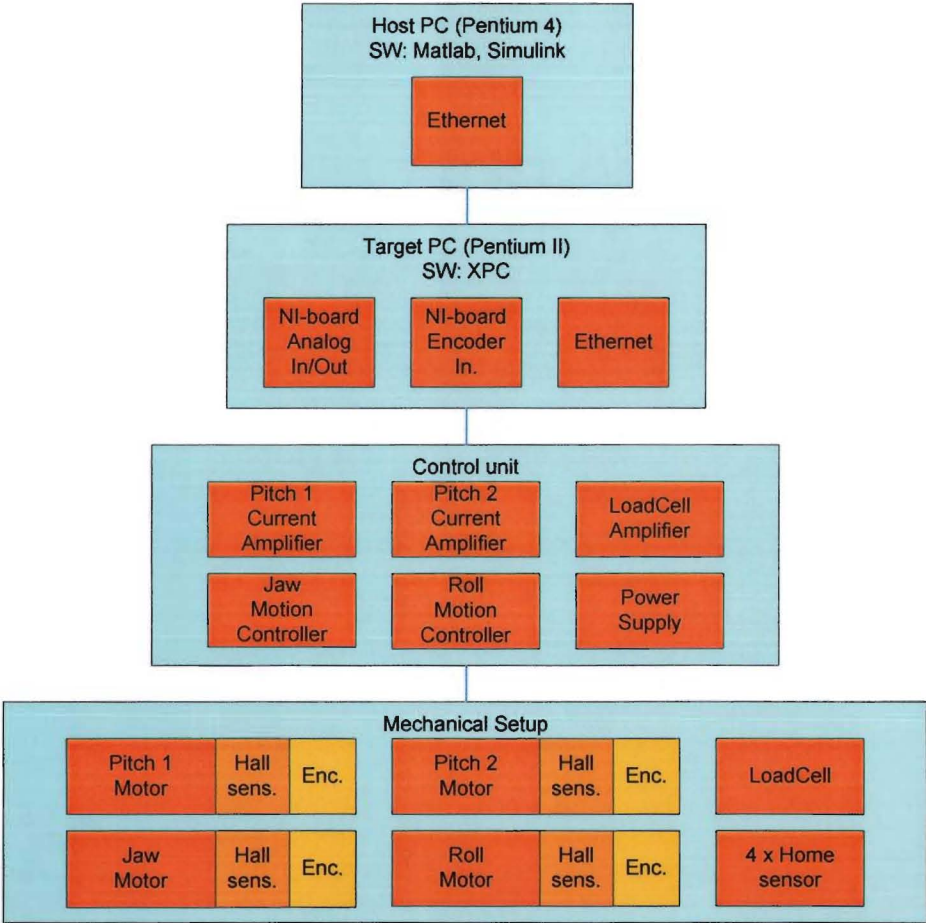 Host PC (Pentium 4)
SW: Matlab, Simulink
Ethernet
Target PC (Pentium II)
SW: XPC
NI-board
Analog
In/Out
NI-board
Encoder
In.
Ethernet
Control unit
Pitch 1
Current
Amplifier
Pitch 2
Current
Amplifier
LoadCell
Amplifier
Jaw
Motion
Controller
Roll
Motion
Controller
Power
Supply
Mechanical Setup
Pitch 1
Motor
Hall
sens.
Enc.
Pitch 2
Motor
Hall
sens.
Enc.
LoadCell
Jaw
Motor
Hall
sens.
Enc.
Roll
Motor
Hall
sens.
Enc.
4 x Home
sensor